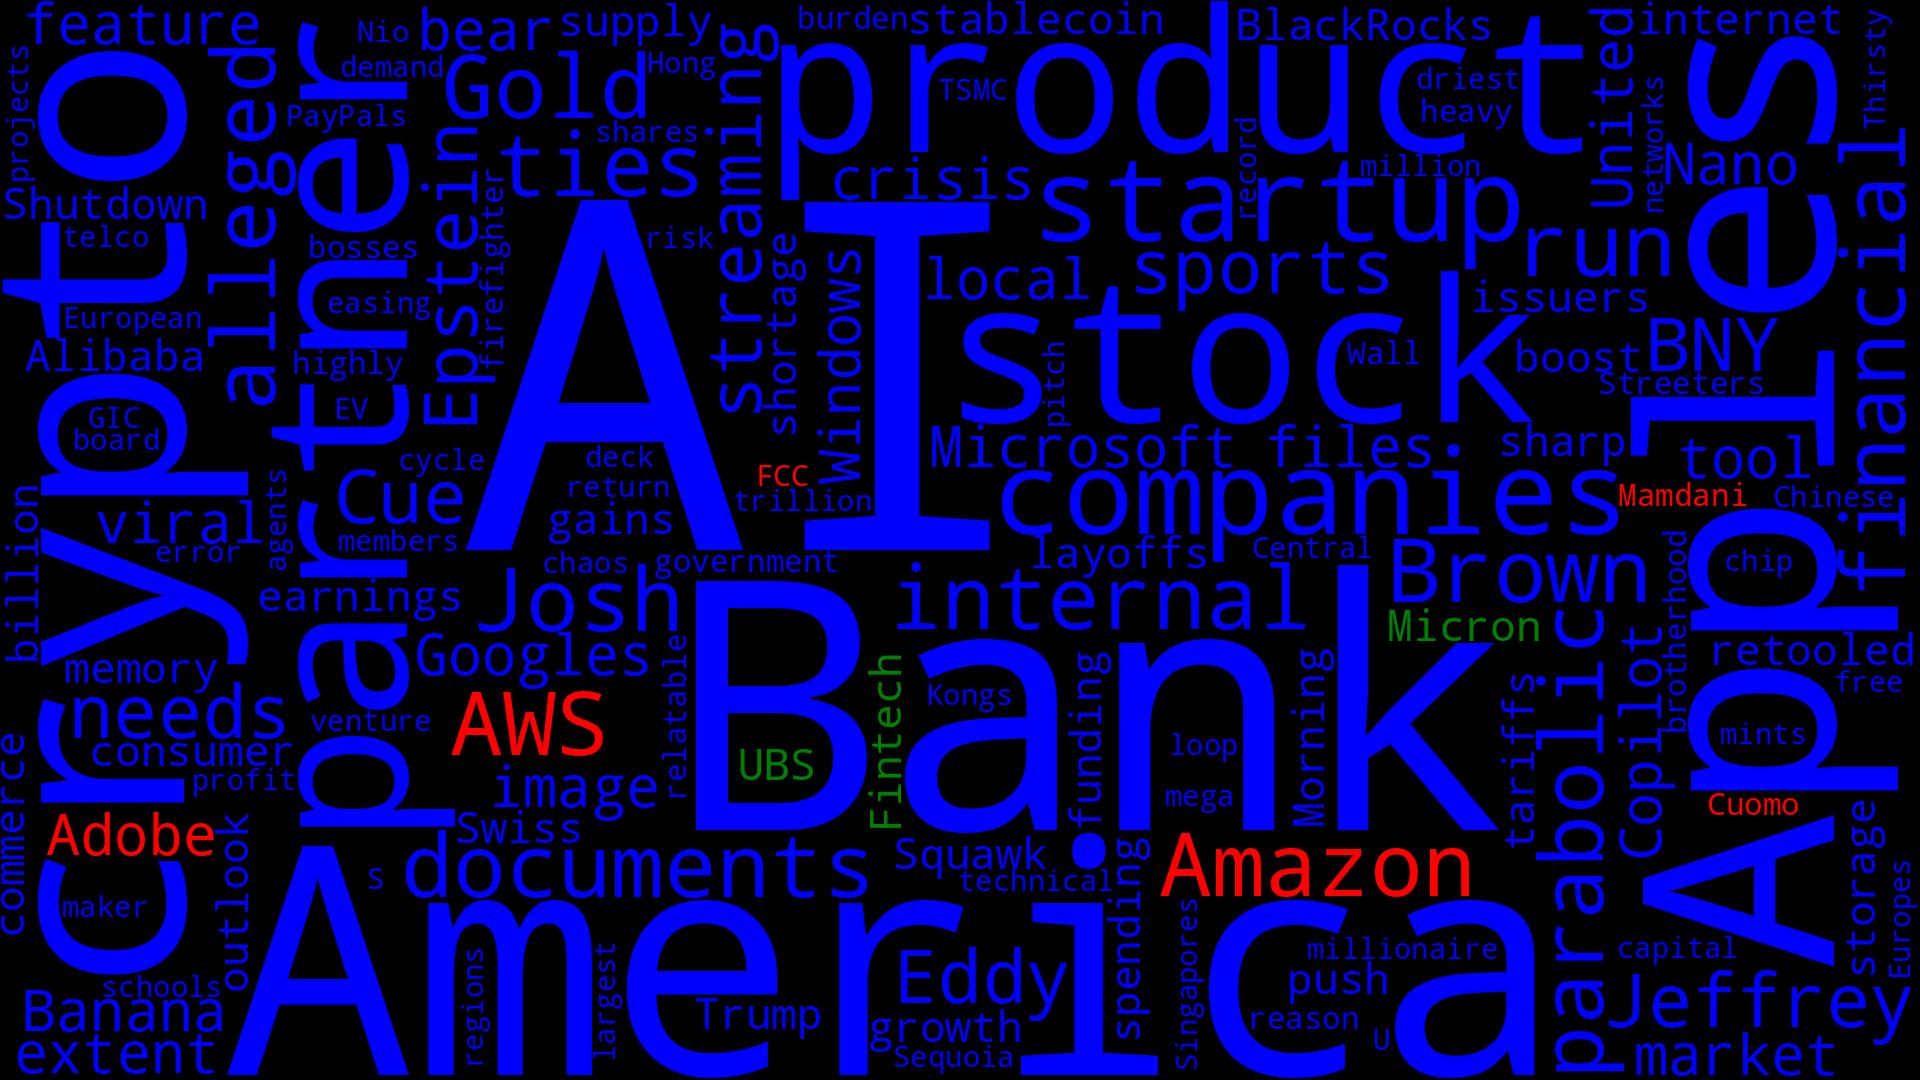 feature
Nio
bear
supply
burden
stablecoin
BlackRocks
United
internet
Thirsty
projects
crypto
alleged
partner
demand
Gold
Hong
streaming
product
TSMC
driest
heavy
networks
Apples
PayPals
Epstein
ties
shares
crisis
record
million
startup
Nano
financial
Shutdown
telco
bosses
firefighter
AI
risk
shortage
Windows
local
sports
run
European
easing
stock
issuers
Alibaba
highly
pitch
Wall
boost
BNY
Streeters
GIC
board
EV
Cue
cycle
deck
return
gains
FCC
trillion
Microsoft files
companies
sharp
tool
Mamdani
Chinese
billion
viral
error
agents
members
chaos
government
layoffs
Central
Brown
brotherhood
chip
earnings
Josh
Bank
internal
Micron
parabolic
Copilot
retooled
free
memory
needs
Googles
relatable
Fintech
Kongs
funding
Morning
tariffs
mints
consumer
venture
AWS
UBS
loop
profit
image
mega
Cuomo
commerce
Adobe
outlook
Swiss
documents
Squawk
technical
spending
Amazon
storage
Europes
maker
S
America
regions
largest
Eddy
Singapores
millionaire
capital
schools
Banana
Trump
growth
push
reason
U
Jeffrey
extent
Sequoia
market